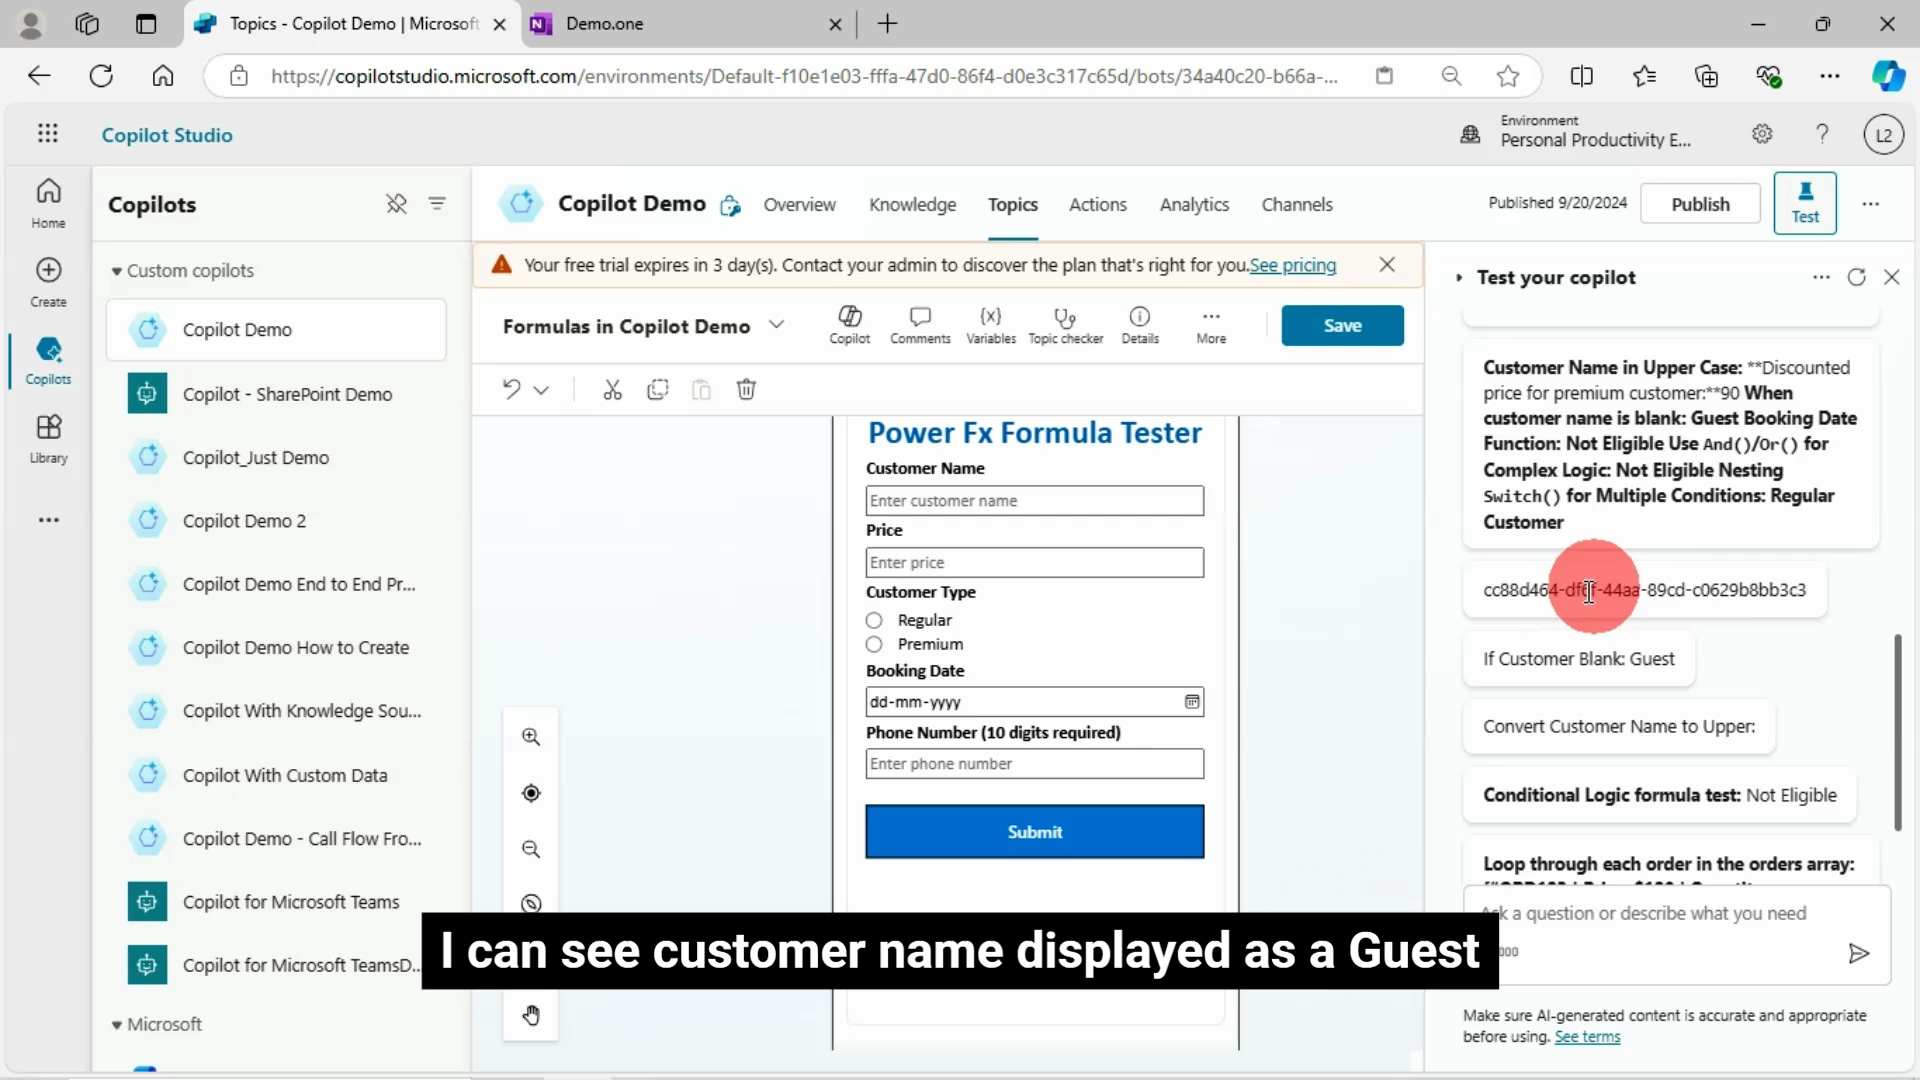 Topics - Copilot Demo | Microsoft
Demo.one
https://copilotstudio.microsoft.com/environments/Default-f10e1e03-fffa-47d0-86f4-d0e3c317c65d/bots/34a40c20-b66a-...
Copilot Studio
Environment
Personal Productivity E...
L2
Home
Create
Copilots
Library
Copilots
Custom copilots
Copilot Demo
Copilot - SharePoint Demo
Copilot_Just Demo
Copilot Demo 2
Copilot Demo End to End Pr...
Copilot Demo How to Create
Copilot With Knowledge Sou...
Copilot With Custom Data
Copilot Demo - Call Flow Fro...
Copilot for Microsoft Teams
Copilot for Microsoft TeamsD...
Microsoft
Copilot Demo
Overview
Knowledge
Topics
Actions
Analytics
Channels
Published 9/20/2024
Publish
Test
Your free trial expires in 3 day(s). Contact your admin to discover the plan that's right for you.See pricing
Formulas in Copilot Demo
Copilot
Comments
{x}
Variables
Topic checker
Details
More
Save
Power Fx Formula Tester
Customer Name
Enter customer name
Price
Enter price
Customer Type
Regular
Premium
Booking Date
dd-mm-yyyy
Phone Number (10 digits required)
Enter phone number
Submit
Test your copilot
Customer Name in Upper Case: **Discounted
price for premium customer:**90 When
customer name is blank: Guest Booking Date
Function: Not Eligible Use And()/Or() for
Complex Logic: Not Eligible Nesting
Switch() for Multiple Conditions: Regular
Customer
cc88d464-df6f-44aa-89cd-c0629b8bb3c3
If Customer Blank: Guest
Convert Customer Name to Upper:
Conditional Logic formula test: Not Eligible
Loop through each order in the orders array:
Ask a question or describe what you need
Make sure AI-generated content is accurate and appropriate
before using. See terms
I can see customer name displayed as a Guest